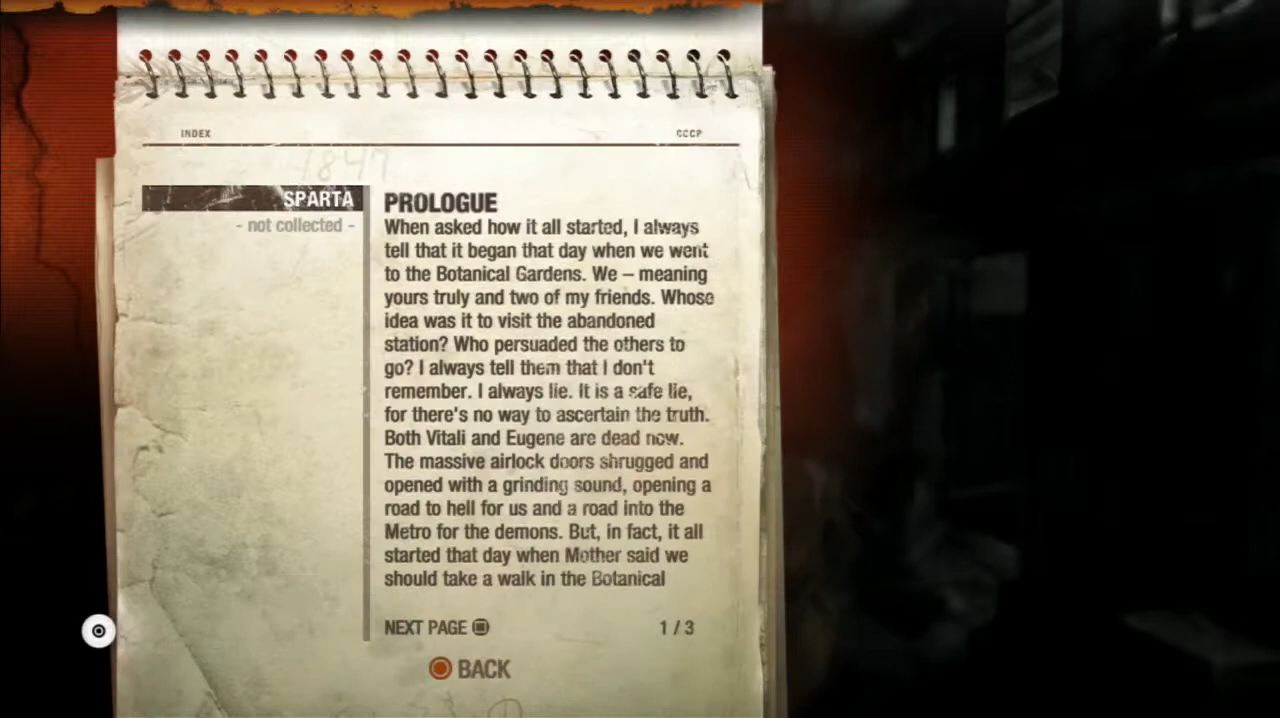 INDEX
CCCP
1847
SPARTA
- not collected -
PROLOGUE
When asked how it all started, I always
tell that it began that day when we went
to the Botanical Gardens. We – meaning
yours truly and two of my friends. Whose
idea was it to visit the abandoned
station? Who persuaded the others to
go? I always tell them that I don't
remember. I always lie. It is a safe lie,
for there's no way to ascertain the truth.
Both Vitali and Eugene are dead now.
The massive airlock doors shrugged and
opened with a grinding sound, opening a
road to hell for us and a road into the
Metro for the demons. But, in fact, it all
started that day when Mother said we
should take a walk in the Botanical
NEXT PAGE
1 / 3
BACK